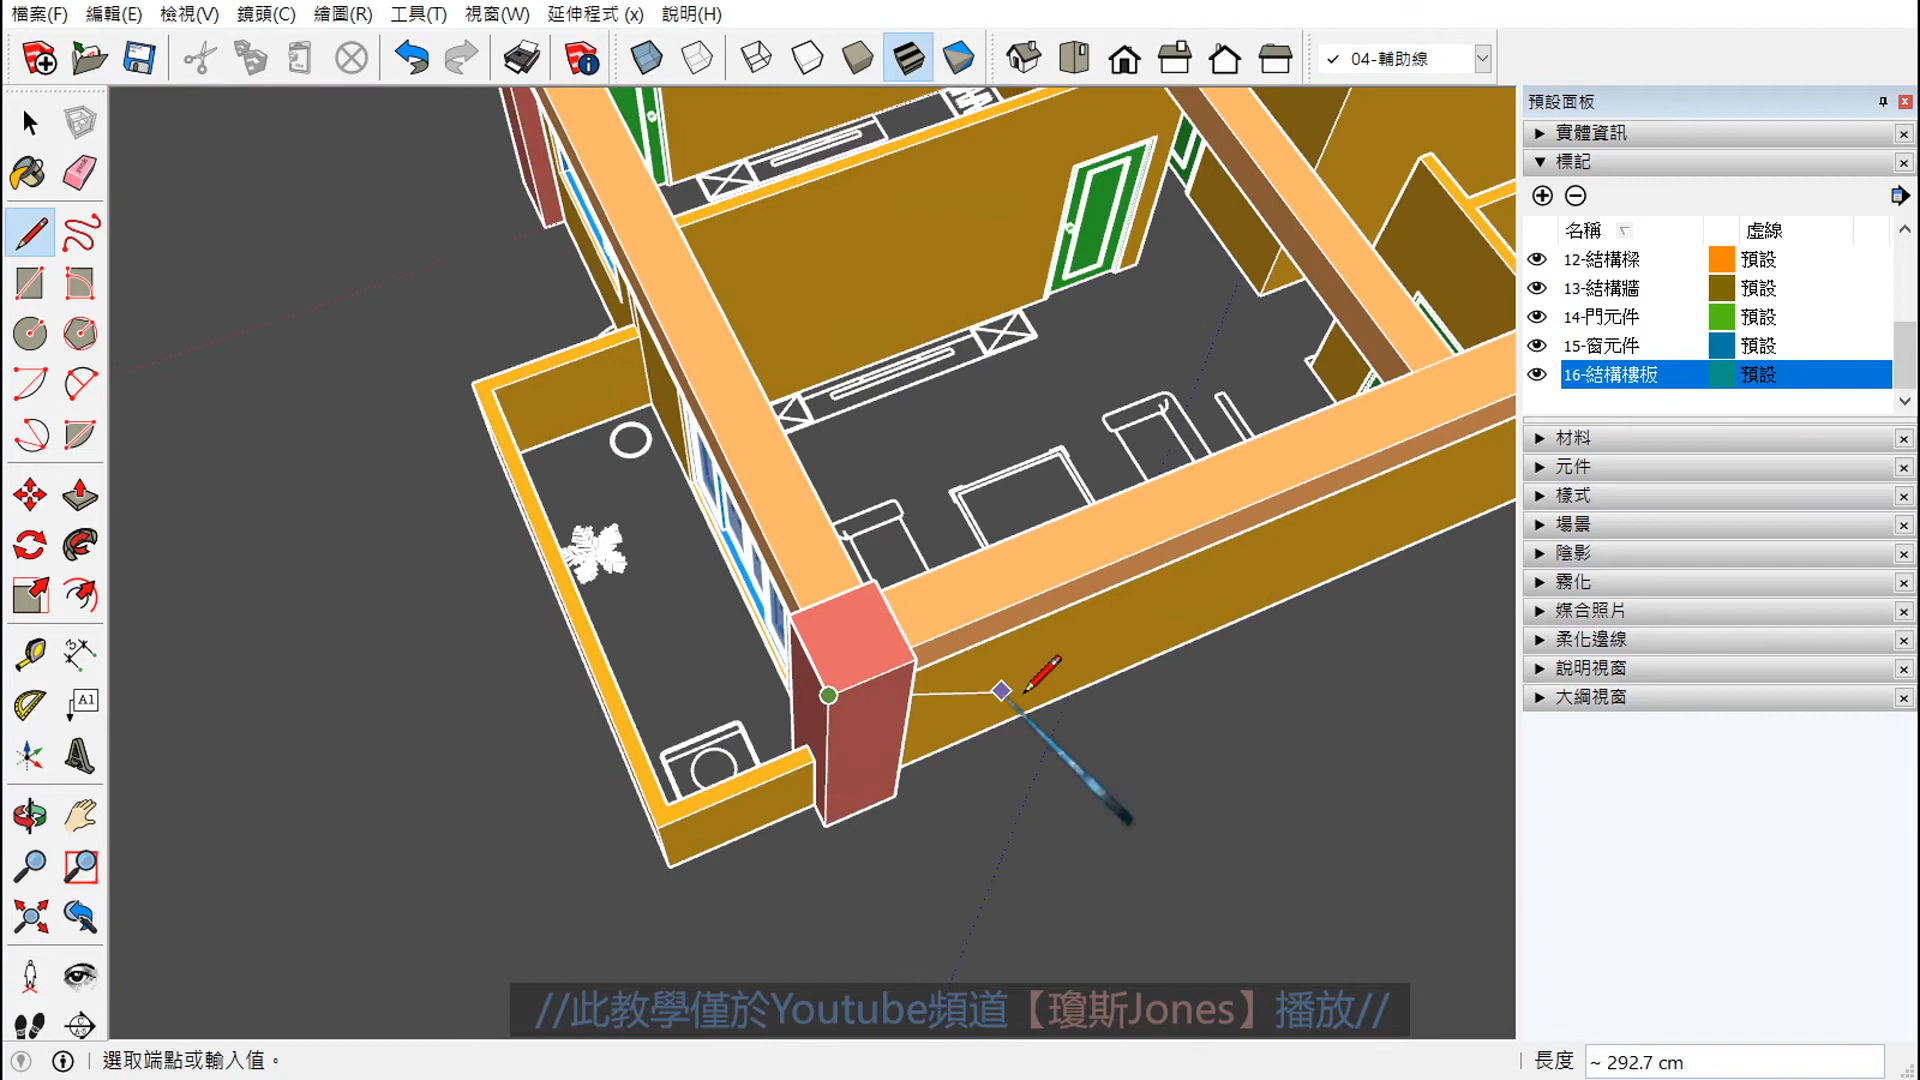 檔案(F) 編輯(E) 檢視(V) 鏡頭(C) 繪圖(R) 工具(T) 視窗(W) 延伸程式 (x) 說明(H)
04-輔助線
預設面板
實體資訊
標記
名稱 虛線
12-結構樑 預設
13-結構牆 預設
14-門元件 預設
15-窗元件 預設
16-結構樓板 預設
材料
元件
樣式
場景
陰影
霧化
媒合照片
柔化邊線
說明視窗
大綱視窗
A1
//此教學僅於Youtube頻道【瓊斯Jones】播放//
選取端點或輸入值。
長度 ~ 292.7 cm